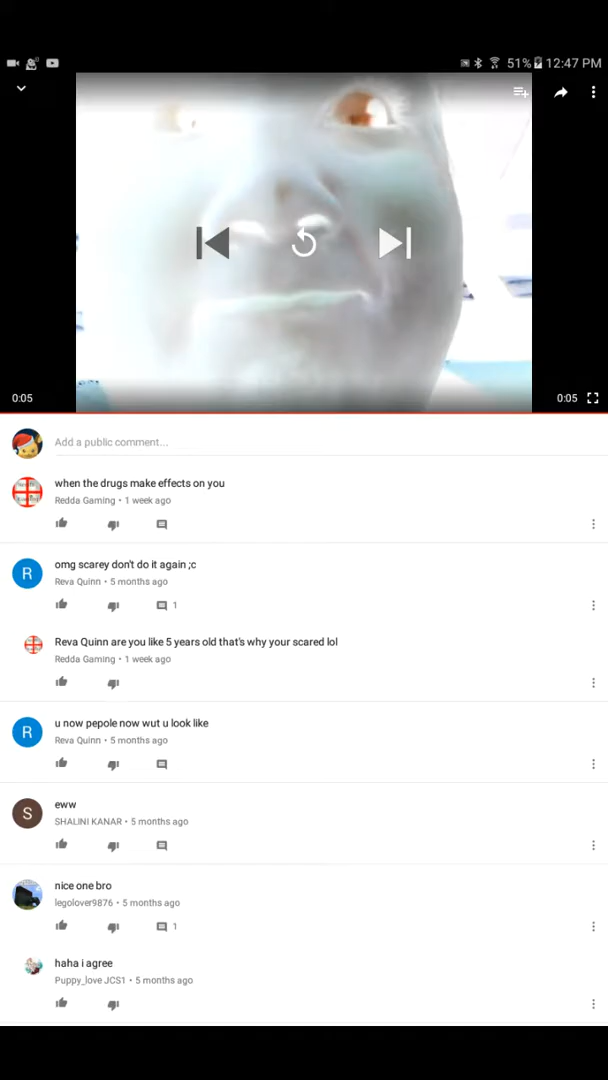 51% 12:47 PM
0:05 0:05
Add a public comment...
when the drugs make effects on you
Redda Gaming • 1 week ago
R
omg scarey don't do it again ;c
Reva Quinn • 5 months ago
1
Reva Quinn are you like 5 years old that's why your scared lol
Redda Gaming • 1 week ago
R
u now pepole now wut u look like
Reva Quinn • 5 months ago
S
eww
SHALINI KANAR • 5 months ago
nice one bro
legolover9876 • 5 months ago
1
haha i agree
Puppy_love JCS1 • 5 months ago